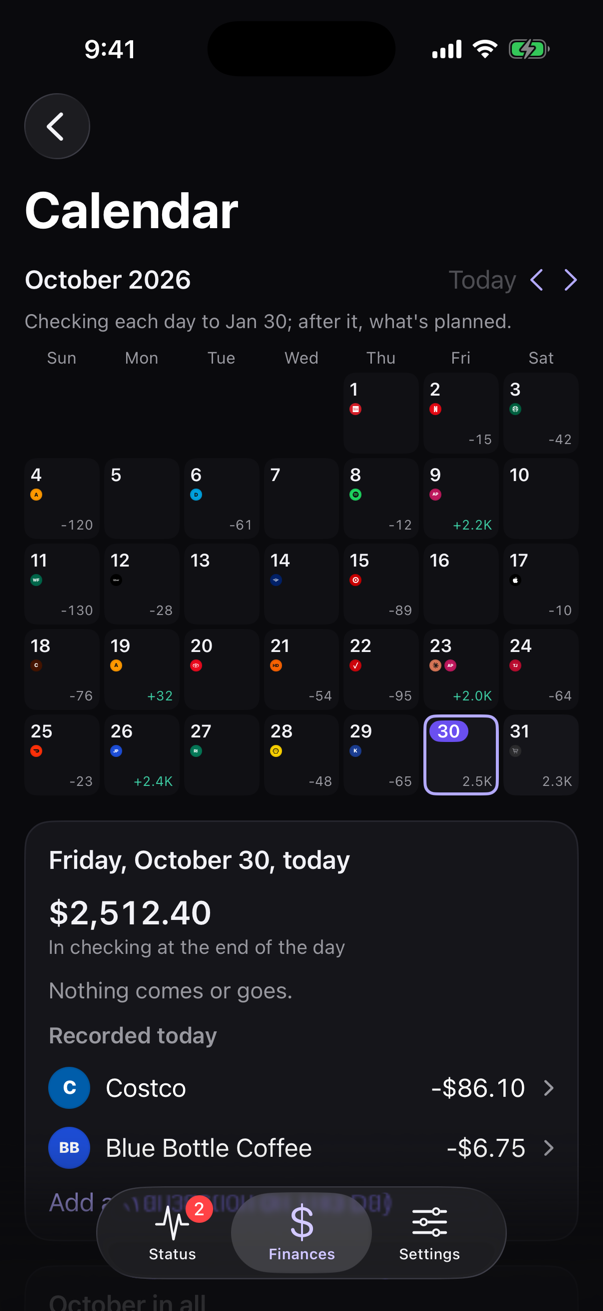 9:41
Calendar
October 2026 Today
Checking each day to Jan 30; after it, what's planned.
Sun Mon Tue Wed Thu Fri Sat
1 2 3
-15 -42
4 5 6 7 8 9 10
-120 -61 -12 +2.2K
11 12 13 14 15 16 17
-130 -28 -89 -10
18 19 20 21 22 23 24
-76 +32 -54 -95 +2.0K -64
25 26 27 28 29 30 31
-23 +2.4K -48 -65 2.5K 2.3K
Friday, October 30, today
$2,512.40
In checking at the end of the day
Nothing comes or goes.
Recorded today
C Costco -$86.10
BB Blue Bottle Coffee -$6.75
Add
2
Status Finances Settings
October in all